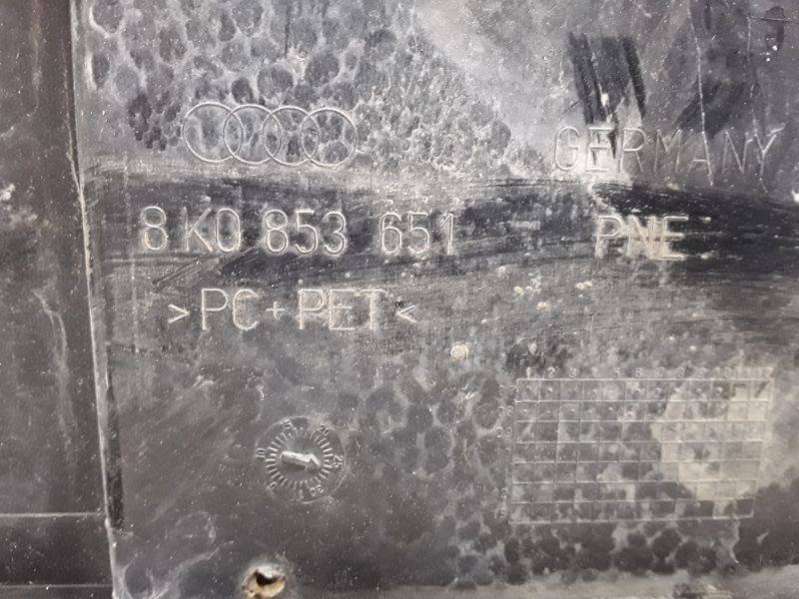 GERMANY
8K0 853 651 PNE
>PC+PET<